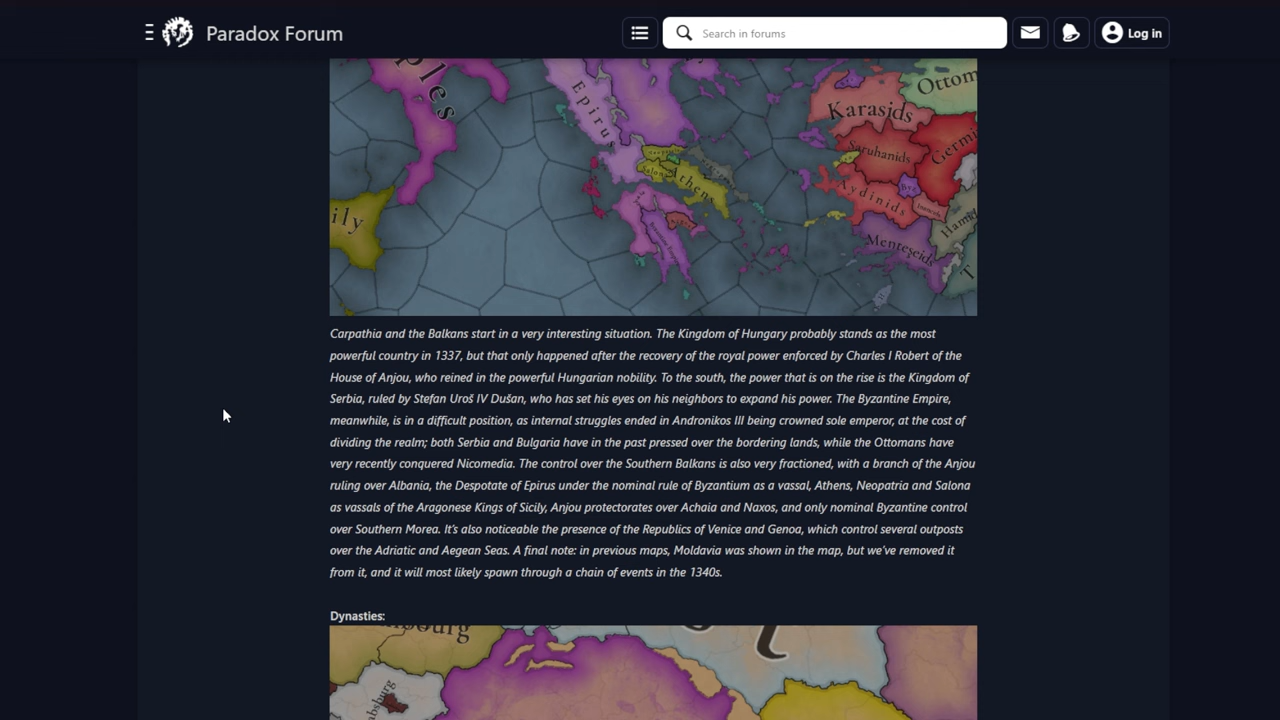 Paradox Forum
Search in forums
Log in
ples
Epirus
Ottom
Karasids
Saruhanids
Germi
Salona
Athens
Aydinids
Byz
Hamid
Menteseids
ily
T
Carpathia and the Balkans start in a very interesting situation. The Kingdom of Hungary probably stands as the most
powerful country in 1337, but that only happened after the recovery of the royal power enforced by Charles I Robert of the
House of Anjou, who reined in the powerful Hungarian nobility. To the south, the power that is on the rise is the Kingdom of
Serbia, ruled by Stefan Uroš IV Dušan, who has set his eyes on his neighbors to expand his power. The Byzantine Empire,
meanwhile, is in a difficult position, as internal struggles ended in Andronikos III being crowned sole emperor, at the cost of
dividing the realm; both Serbia and Bulgaria have in the past pressed over the bordering lands, while the Ottomans have
very recently conquered Nicomedia. The control over the Southern Balkans is also very fractioned, with a branch of the Anjou
ruling over Albania, the Despotate of Epirus under the nominal rule of Byzantium as a vassal, Athens, Neopatria and Salona
as vassals of the Aragonese Kings of Sicily, Anjou protectorates over Achaia and Naxos, and only nominal Byzantine control
over Southern Morea. It's also noticeable the presence of the Republics of Venice and Genoa, which control several outposts
over the Adriatic and Aegean Seas. A final note: in previous maps, Moldavia was shown in the map, but we've removed it
from it, and it will most likely spawn through a chain of events in the 1340s.
Dynasties:
bourg
absburg
t